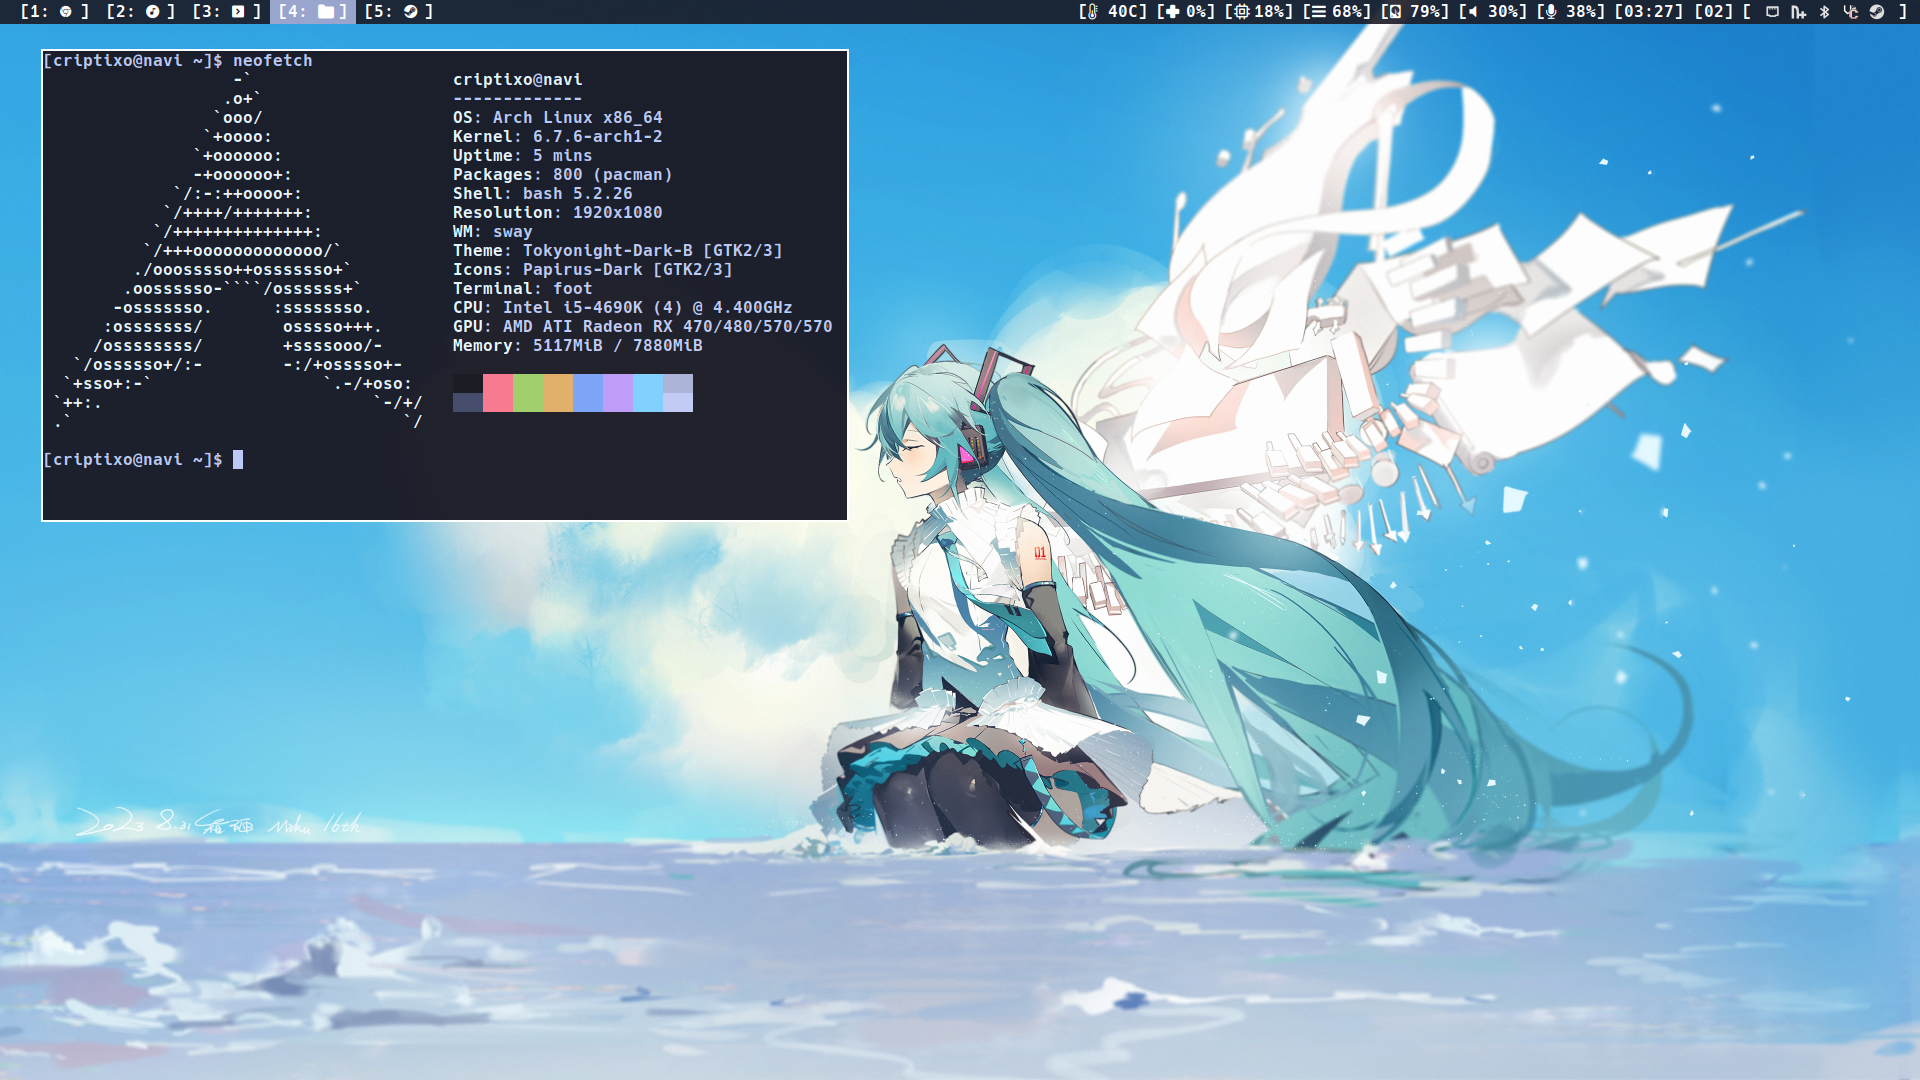 [1: ] [2: ] [3: ] [4: ] [5: ] [ 40C] [ 0%] [ 18%] [ 68%] [ 79%] [ 30%] [ 38%] [03:27] [02] [ ]
[criptixo@navi ~]$ neofetch
-` criptixo@navi
.o+` -------------
`ooo/ OS: Arch Linux x86_64
`+oooo: Kernel: 6.7.6-arch1-2
`+oooooo: Uptime: 5 mins
-+oooooo+: Packages: 800 (pacman)
`/:-:++oooo+: Shell: bash 5.2.26
`/++++/+++++++: Resolution: 1920x1080
`/++++++++++++++: WM: sway
`/+++ooooooooooooo/` Theme: Tokyonight-Dark-B [GTK2/3]
./ooosssso++osssssso+` Icons: Papirus-Dark [GTK2/3]
.oossssso-````/ossssss+` Terminal: foot
-osssssso. :ssssssso. CPU: Intel i5-4690K (4) @ 4.400GHz
:osssssss/ osssso+++. GPU: AMD ATI Radeon RX 470/480/570/570
/ossssssss/ +ssssooo/- Memory: 5117MiB / 7880MiB
`/ossssso+/:- -:/+osssso+-
`+sso+:-` `.-/+oso:
`++:. `-/+/
.` `/
[criptixo@navi ~]$
01
2023 8.31 Miku 16th